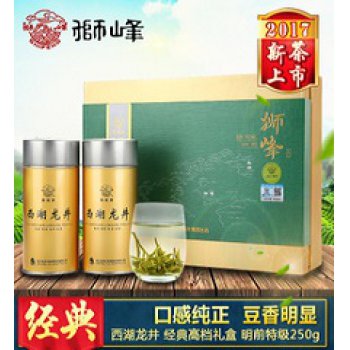 獅峰
2017
新茶
上市
狮峰
西湖龙井
西湖龙井
经典
口感纯正 豆香明显
西湖龙井 经典高档礼盒 明前特级250g